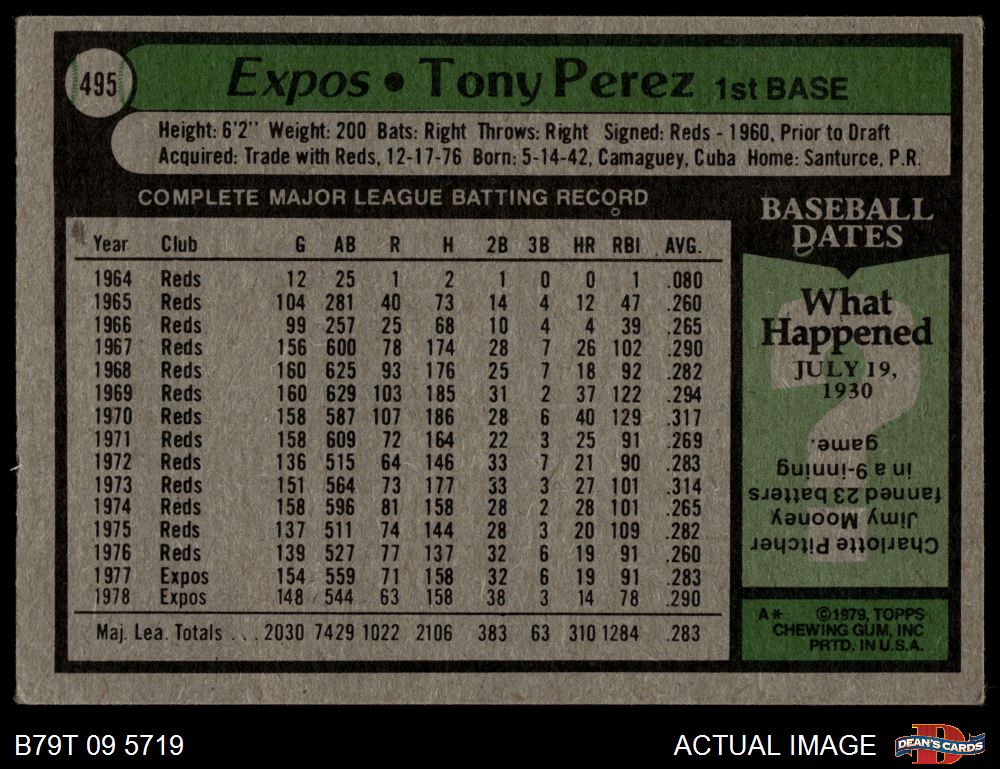 495
Expos • Tony Perez 1st BASE
Height: 6'2" Weight: 200 Bats: Right Throws: Right Signed: Reds - 1960, Prior to Draft
Acquired: Trade with Reds, 12-17-76 Born: 5-14-42, Camaguey, Cuba Home: Santurce, P.R.
COMPLETE MAJOR LEAGUE BATTING RECORD
Year Club G AB R H 2B 3B HR RBI AVG.
1964 Reds 12 25 1 2 1 0 0 1 .080
1965 Reds 104 281 40 73 14 4 12 47 .260
1966 Reds 99 257 25 68 10 4 4 39 .265
1967 Reds 156 600 78 174 28 7 26 102 .290
1968 Reds 160 625 93 176 25 7 18 92 .282
1969 Reds 160 629 103 185 31 2 37 122 .294
1970 Reds 158 587 107 186 28 6 40 129 .317
1971 Reds 158 609 72 164 22 3 25 91 .269
1972 Reds 136 515 64 146 33 7 21 90 .283
1973 Reds 151 564 73 177 33 3 27 101 .314
1974 Reds 158 596 81 158 28 2 28 101 .265
1975 Reds 137 511 74 144 28 3 20 109 .282
1976 Reds 139 527 77 137 32 6 19 91 .260
1977 Expos 154 559 71 158 32 6 19 91 .283
1978 Expos 148 544 63 158 38 3 14 78 .290
Maj. Lea. Totals . . . 2030 7429 1022 2106 383 63 310 1284 .283
BASEBALL
DATES
What
Happened
JULY 19,
1930
Charlotte Pitcher
Jimy Mooney
fanned 23 batters
in a 9-inning
game.
A* ©1979, TOPPS
CHEWING GUM, INC
PRTD. IN U.S.A.
B79T 09 5719
ACTUAL IMAGE
D
DEAN'S CARDS